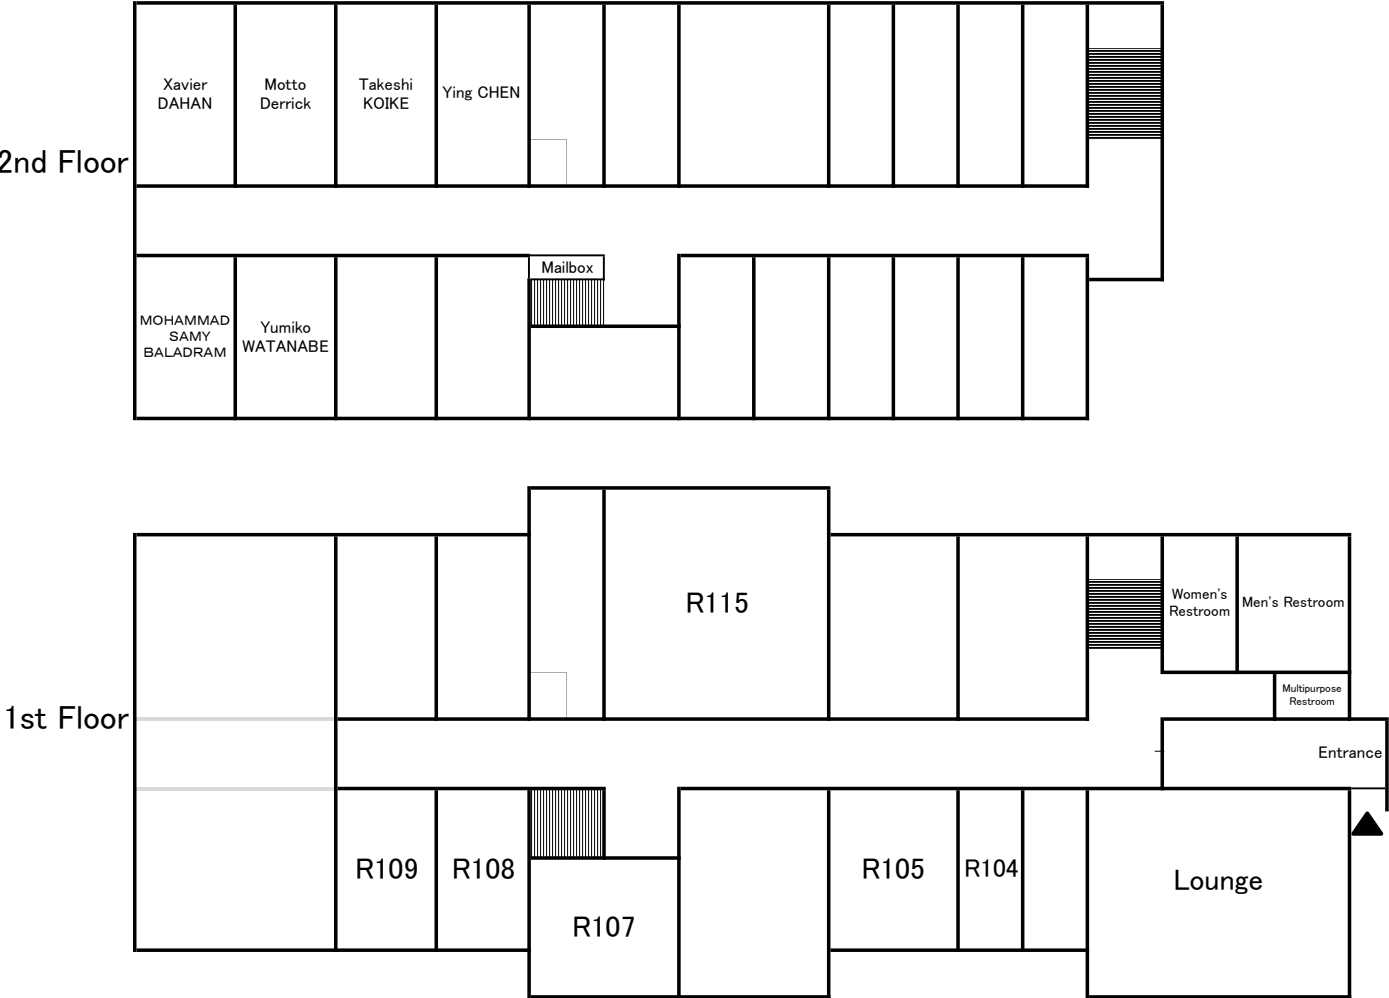 Xavier
DAHAN
Motto
Derrick
Takeshi
KOIKE
Ying CHEN
2nd Floor
Mailbox
MOHAMMAD
SAMY
BALADRAM
Yumiko
WATANABE
R115
Women's
Restroom
Men's Restroom
Multipurpose
Restroom
1st Floor
Entrance
R109
R108
R107
R105
R104
Lounge